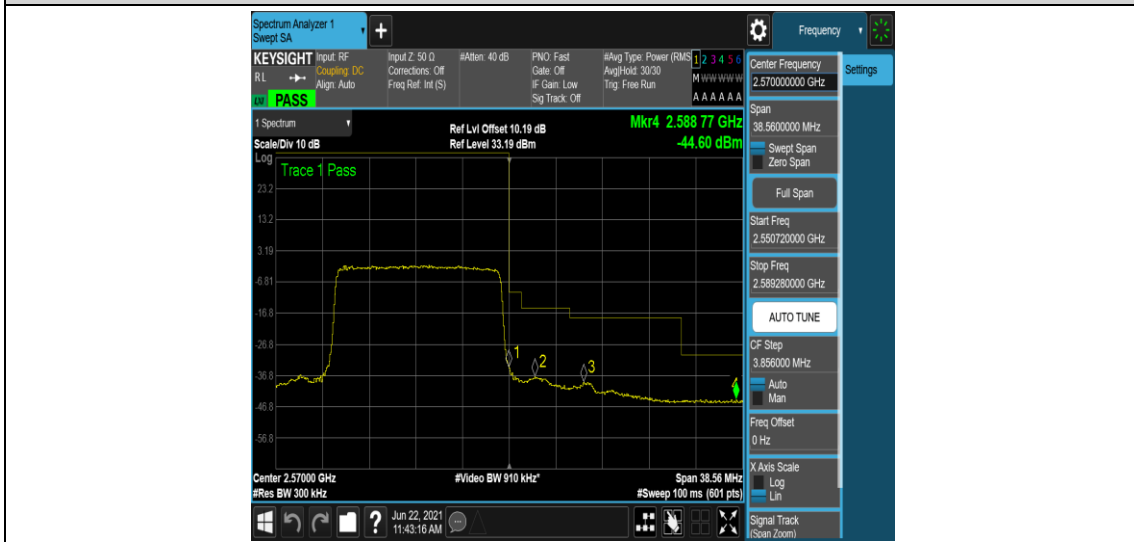 Spectrum Analyzer 1
Swept SA
+
Frequency
KEYSIGHT
RL
PASS
Input: RF
Coupling: DC
Align: Auto
Input Z: 50 Ω
Corrections: Off
Freq Ref: Int (S)
#Atten: 40 dB
PNO: Fast
Gate: Off
IF Gain: Low
Sig Track: Off
#Avg Type: Power (RMS
Avg|Hold: 30/30
Trig: Free Run
1 2 3 4 5 6
M W W W W W
A A A A A A
Center Frequency
2.570000000 GHz
Settings
1 Spectrum
Scale/Div 10 dB
Ref Lvl Offset 10.19 dB
Ref Level 33.19 dBm
Mkr4 2.588 77 GHz
-44.60 dBm
Log
Trace 1 Pass
23.2
13.2
3.19
-6.81
-16.8
-26.8
-36.8
-46.8
-56.8
1
2
3
4
Center 2.57000 GHz
#Res BW 300 kHz
#Video BW 910 kHz*
Span 38.56 MHz
#Sweep 100 ms (601 pts)
Span
38.5600000 MHz
Swept Span
Zero Span
Full Span
Start Freq
2.550720000 GHz
Stop Freq
2.589280000 GHz
AUTO TUNE
CF Step
3.856000 MHz
Auto
Man
Freq Offset
0 Hz
X Axis Scale
Log
Lin
Signal Track
(Span Zoom)
?
Jun 22, 2021
11:43:16 AM